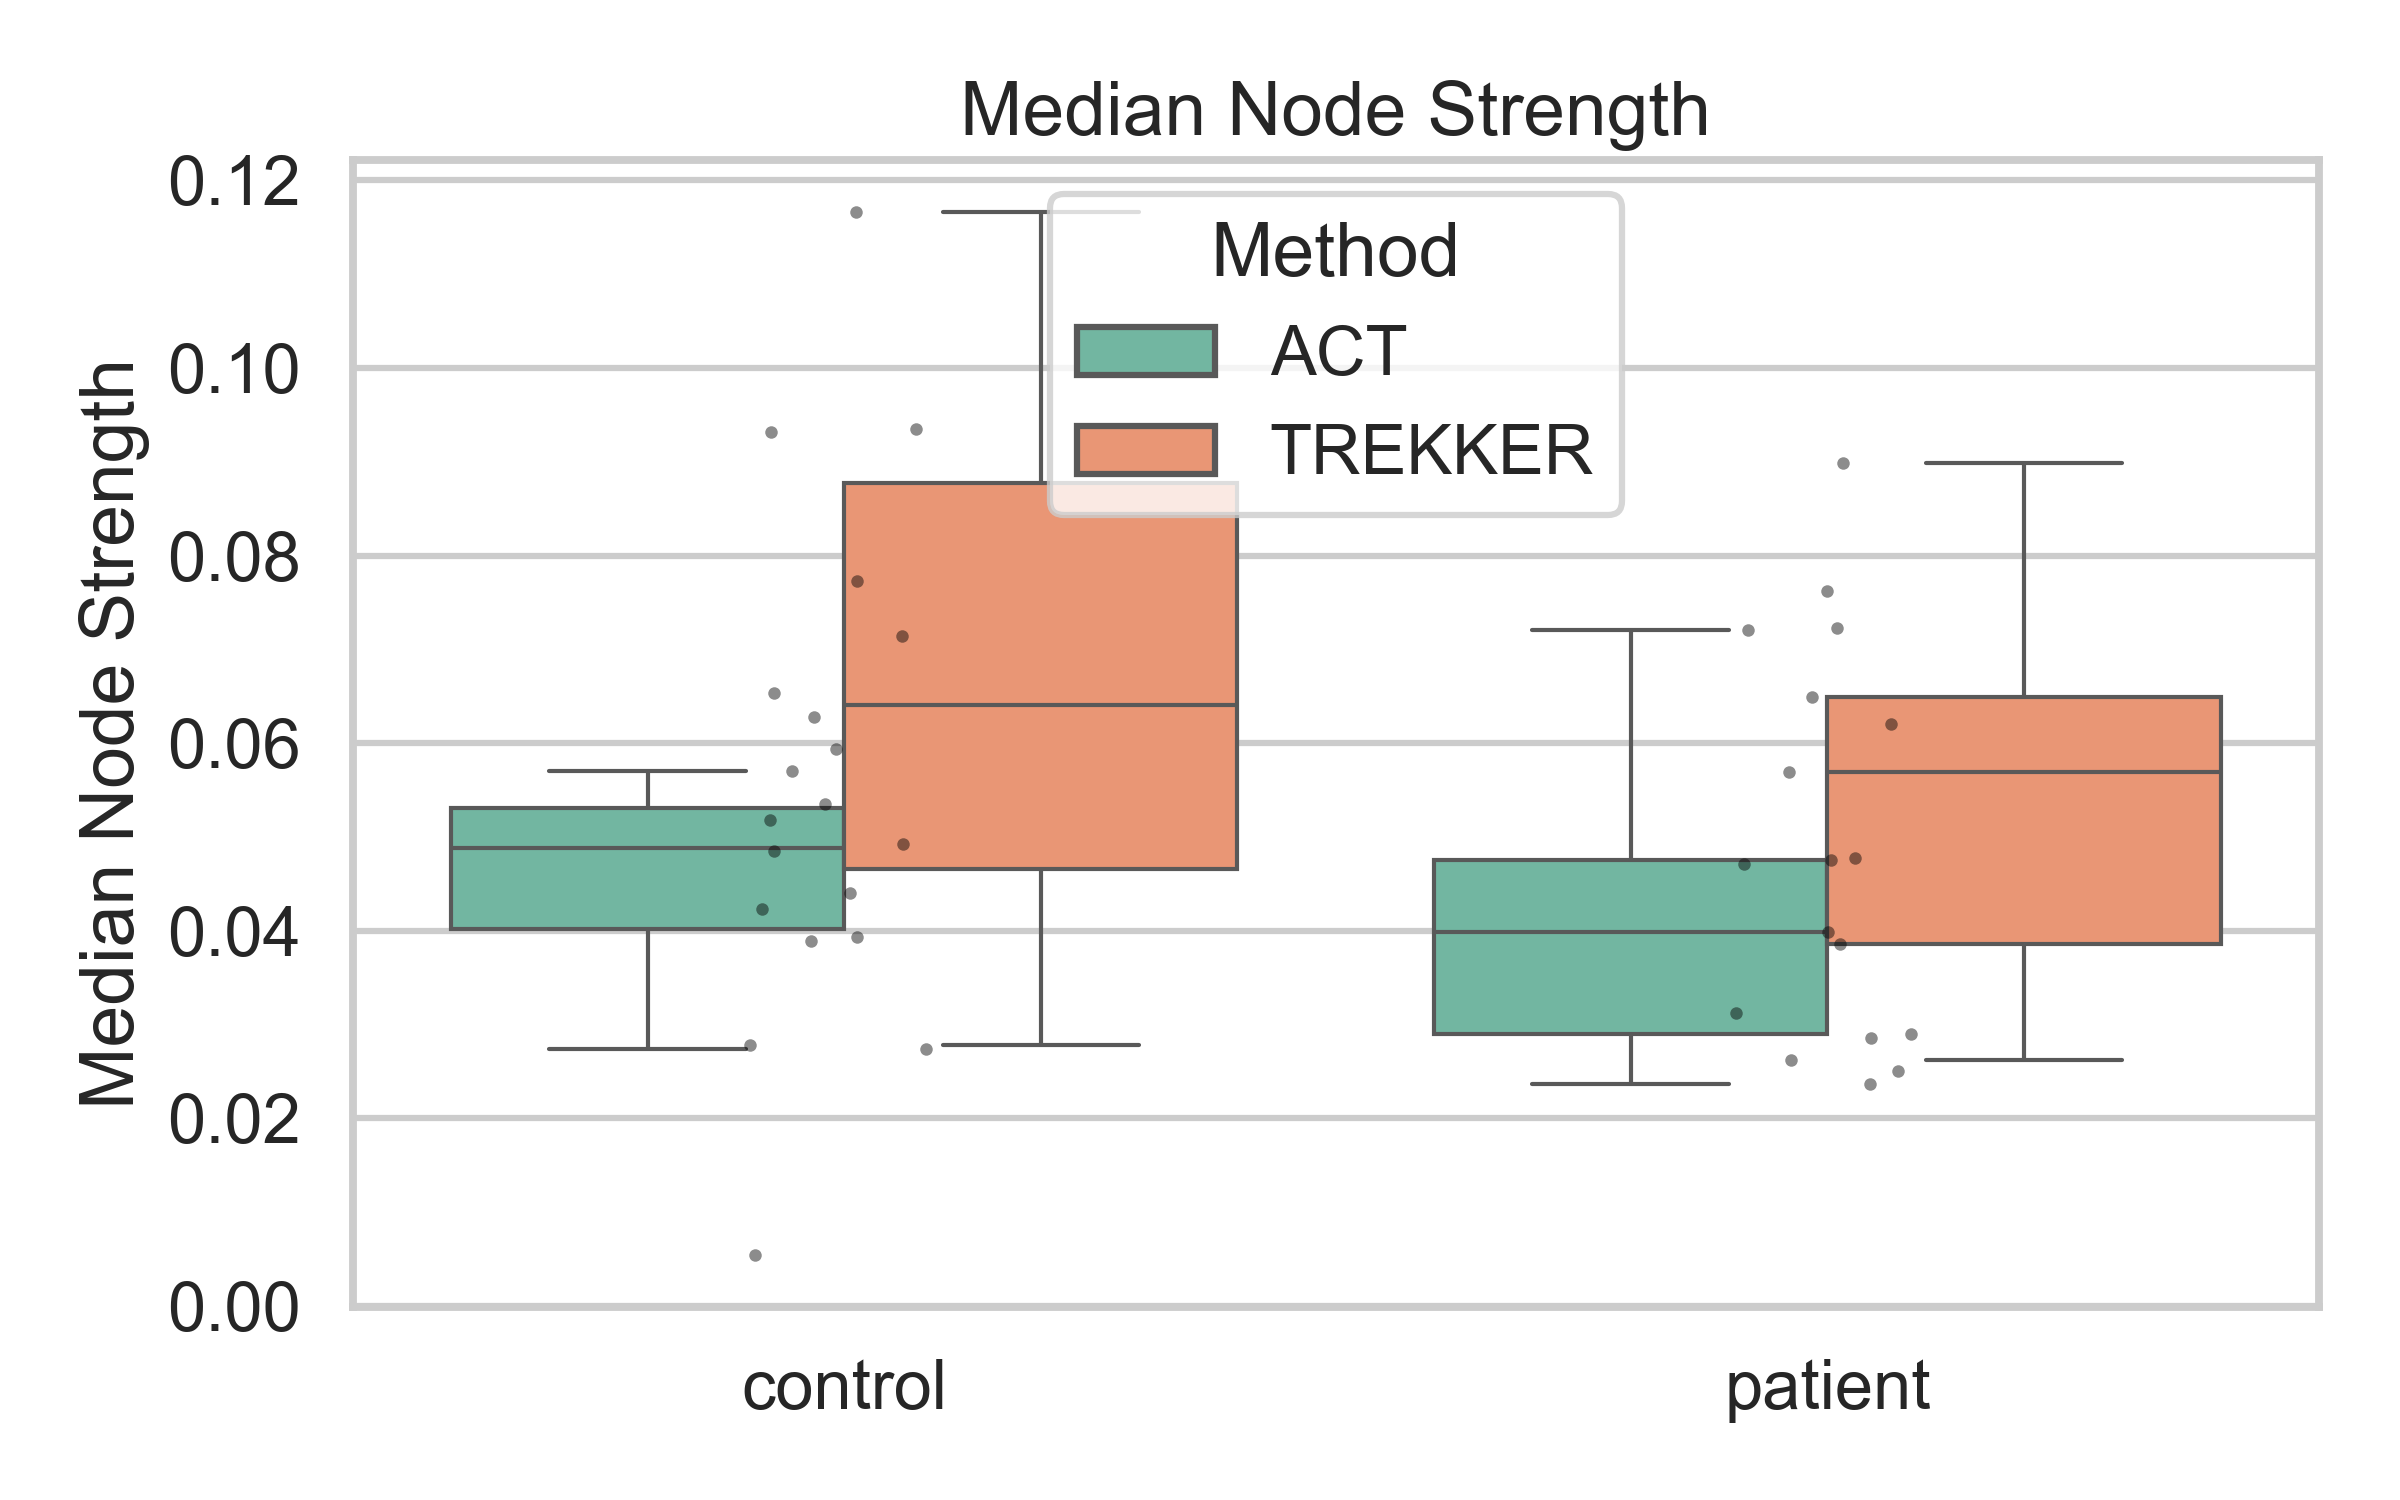 Median Node Strength
Median Node Strength
0.12
0.10
0.08
0.06
0.04
0.02
0.00
Method
ACT
TREKKER
control
patient